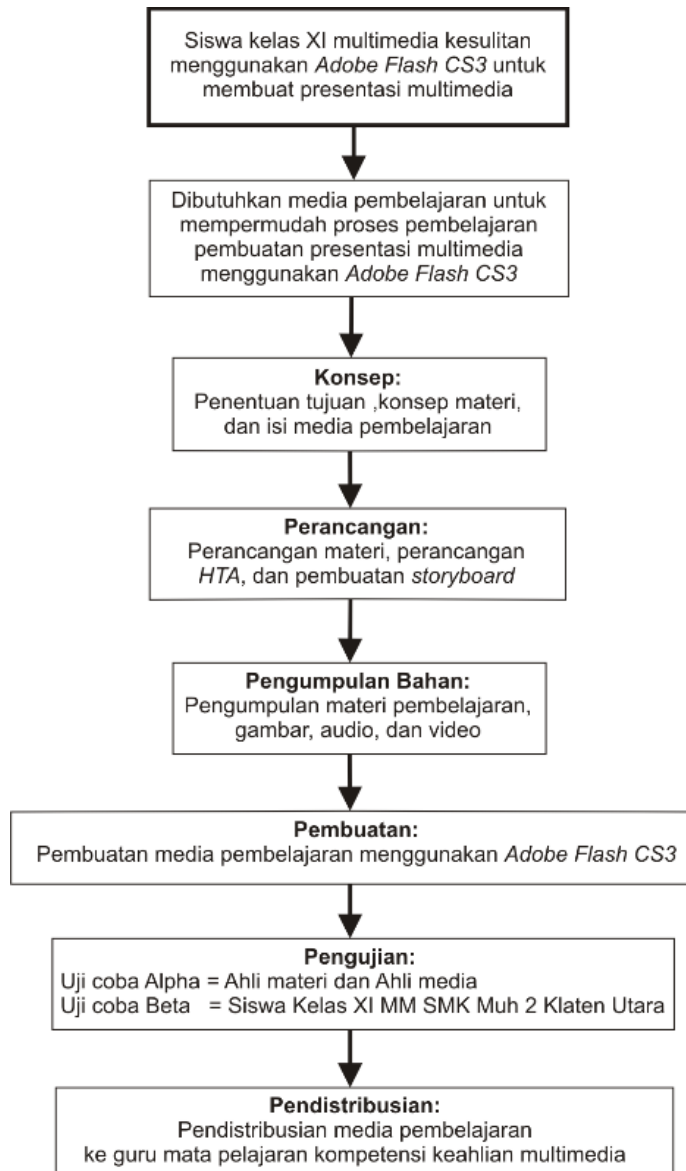 Siswa kelas XI multimedia kesulitan
menggunakan Adobe Flash CS3 untuk
membuat presentasi multimedia
Dibutuhkan media pembelajaran untuk
mempermudah proses pembelajaran
pembuatan presentasi multimedia
menggunakan Adobe Flash CS3
Konsep:
Penentuan tujuan ,konsep materi,
dan isi media pembelajaran
Perancangan:
Perancangan materi, perancangan
HTA, dan pembuatan storyboard
Pengumpulan Bahan:
Pengumpulan materi pembelajaran,
gambar, audio, dan video
Pembuatan:
Pembuatan media pembelajaran menggunakan Adobe Flash CS3
Pengujian:
Uji coba Alpha = Ahli materi dan Ahli media
Uji coba Beta = Siswa Kelas XI MM SMK Muh 2 Klaten Utara
Pendistribusian:
Pendistribusian media pembelajaran
ke guru mata pelajaran kompetensi keahlian multimedia